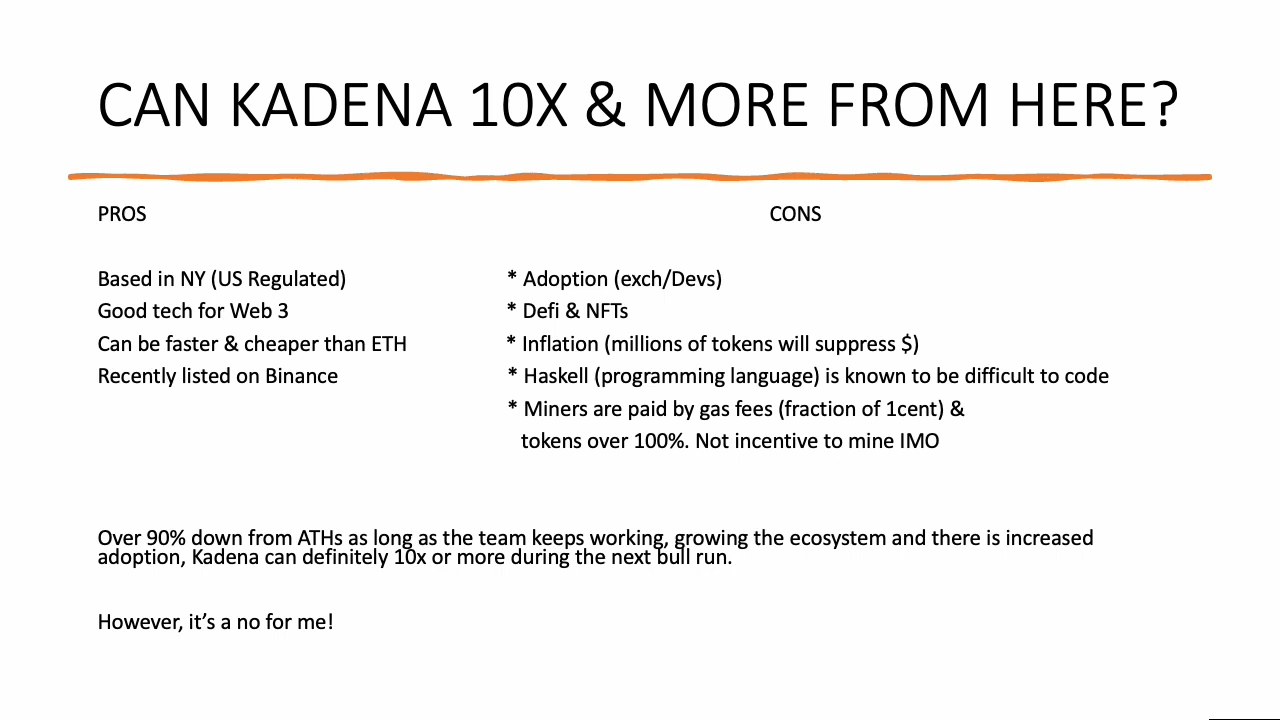 CAN KADENA 10X & MORE FROM HERE?
PROS CONS
Based in NY (US Regulated) * Adoption (exch/Devs)
Good tech for Web 3 * Defi & NFTs
Can be faster & cheaper than ETH * Inflation (millions of tokens will suppress $)
Recently listed on Binance * Haskell (programming language) is known to be difficult to code
* Miners are paid by gas fees (fraction of 1cent) &
tokens over 100%. Not incentive to mine IMO
Over 90% down from ATHs as long as the team keeps working, growing the ecosystem and there is increased
adoption, Kadena can definitely 10x or more during the next bull run.
However, it’s a no for me!